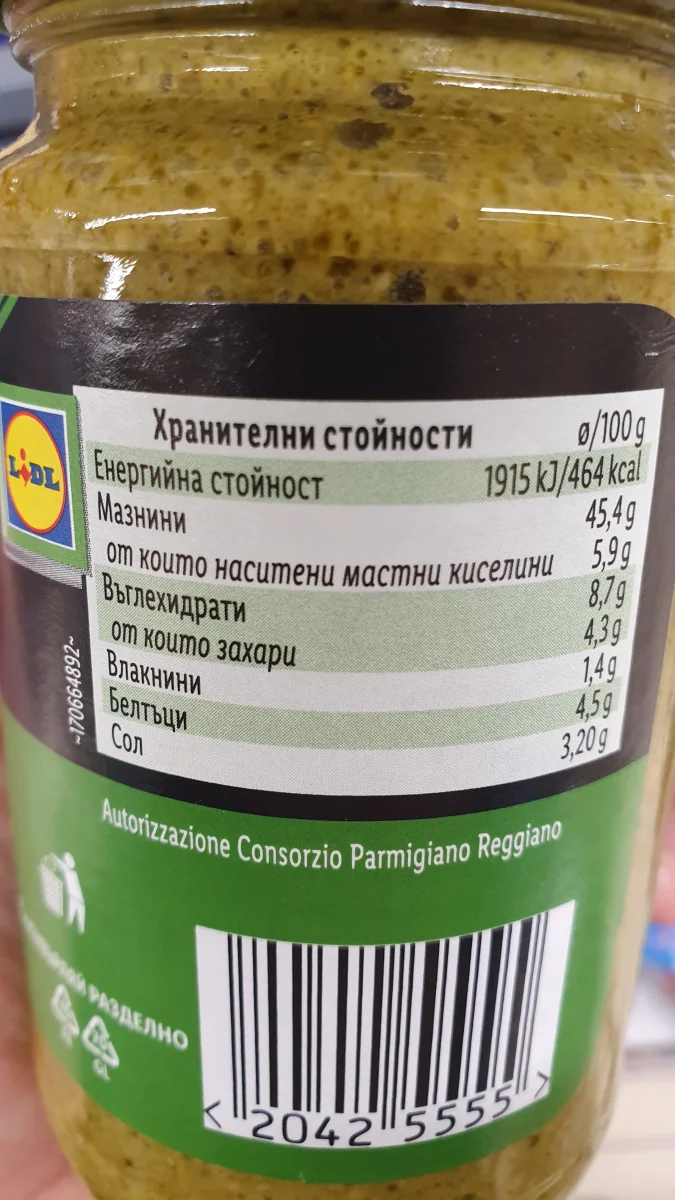 Хранителни стойности ø/100 g
Енергийна стойност 1915 kJ/464 kcal
Мазнини 45,4 g
от които наситени мастни киселини 5,9 g
Въглехидрати 8,7 g
от които захари 4,3 g
Влакнини 1,4 g
Белтъци 4,5 g
Сол 3,20 g
LIDL
~170664892~
Autorizzazione Consorzio Parmigiano Reggiano
РАЗДЕЛНО
GL
< 2042 5555 >